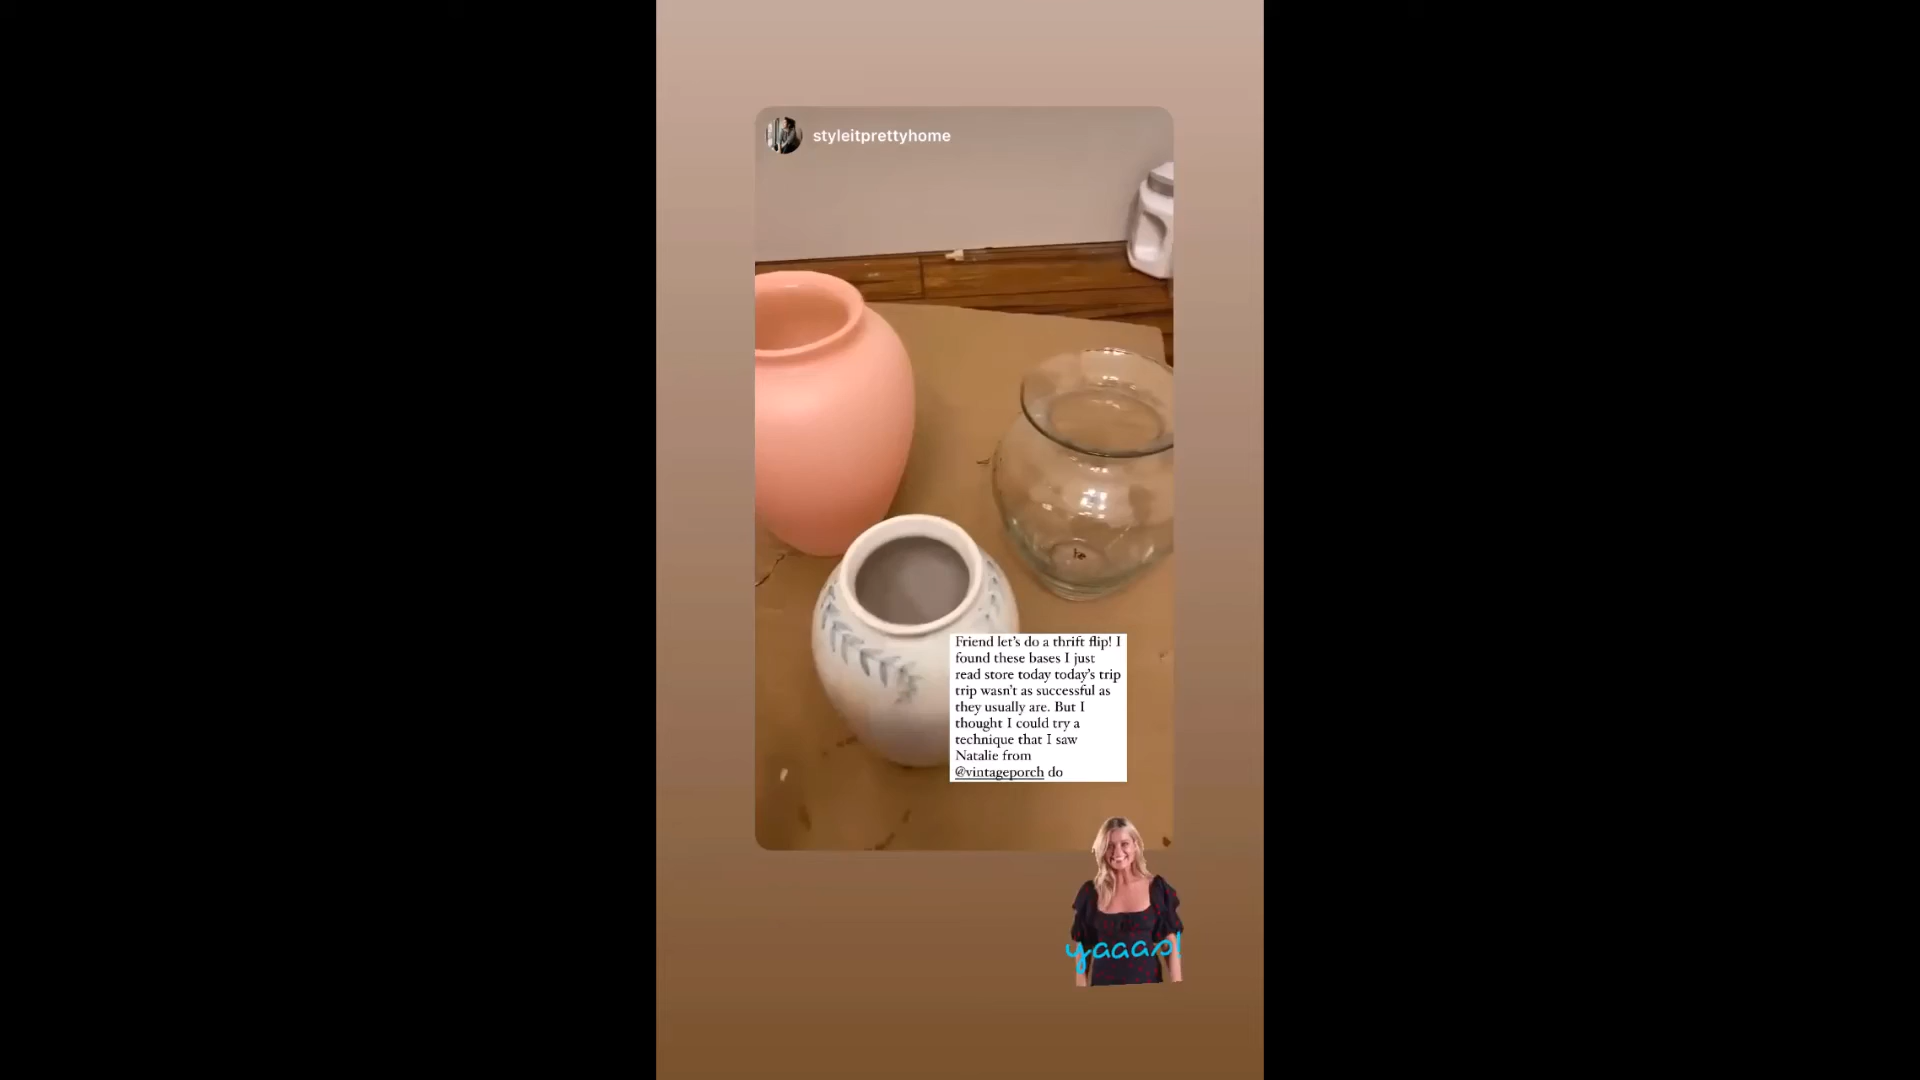 styleitprettyhome
Friend let's do a thrift flip! I
found these bases I just
read store today today's trip
trip wasn't as successful as
they usually are. But I
thought I could try a
technique that I saw
Natalie from
@vintageporch do
yaaas!